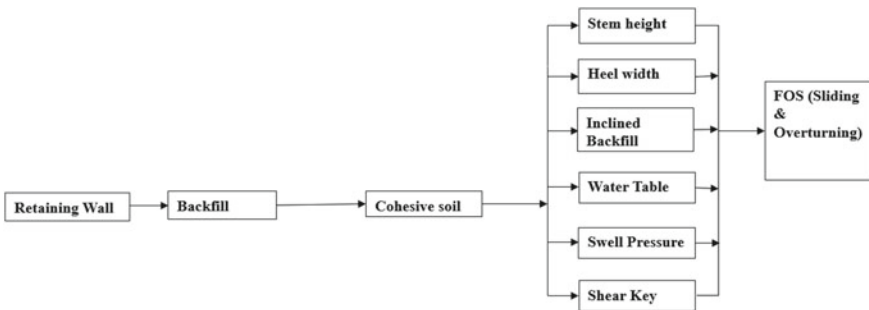 Retaining Wall
Backfill
Cohesive soil
Stem height
Heel width
Inclined
Backfill
Water Table
Swell Pressure
Shear Key
FOS (Sliding
&
Overturning)